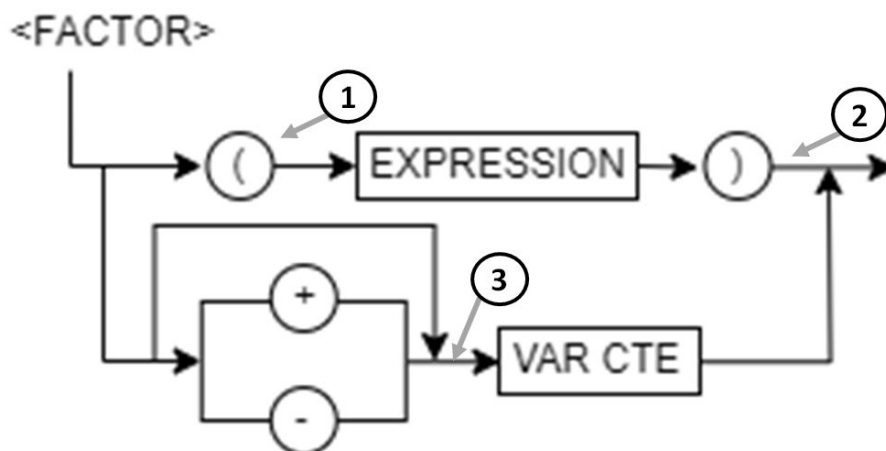 <FACTOR>
1
2
( EXPRESSION )
+
3
VAR CTE
-